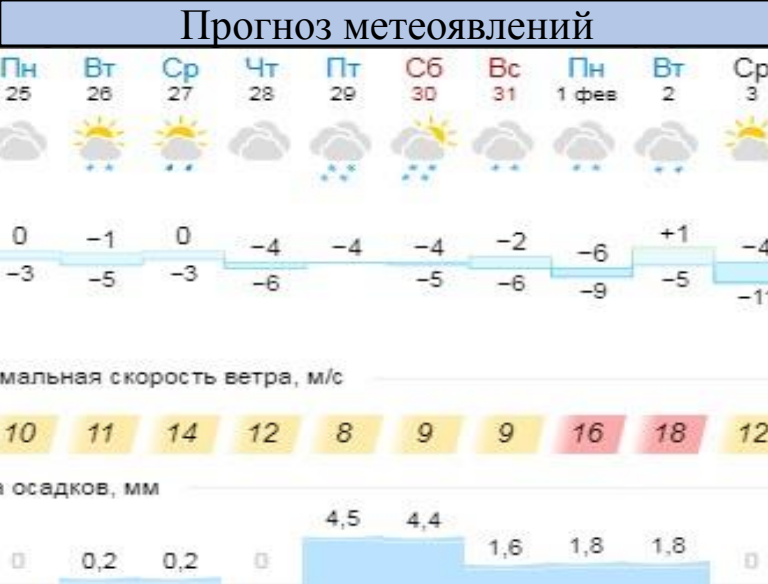 Прогноз метеоявлений
Пн Вт Ср Чт Пт Сб Вс Пн Вт Ср
25 26 27 28 29 30 31 1 фев 2 3
0 −1 0 −4 −4 −4 −2 −6 +1 −4
−3 −5 −3 −6 −5 −6 −9 −5 −11
мальная скорость ветра, м/с
10 11 14 12 8 9 9 16 18 12
а осадков, мм
0 0,2 0,2 0 4,5 4,4 1,6 1,8 1,8 0